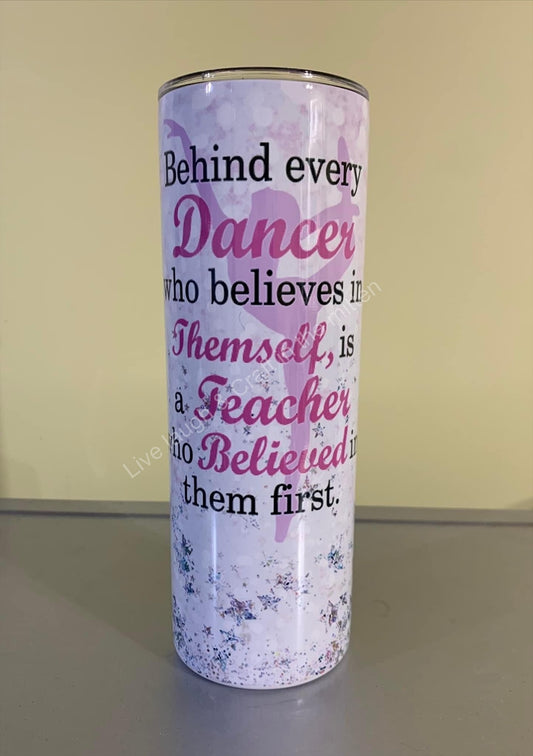 Behind every
Dancer
who believes in
Themself, is
a Teacher
who Believed in
them first.